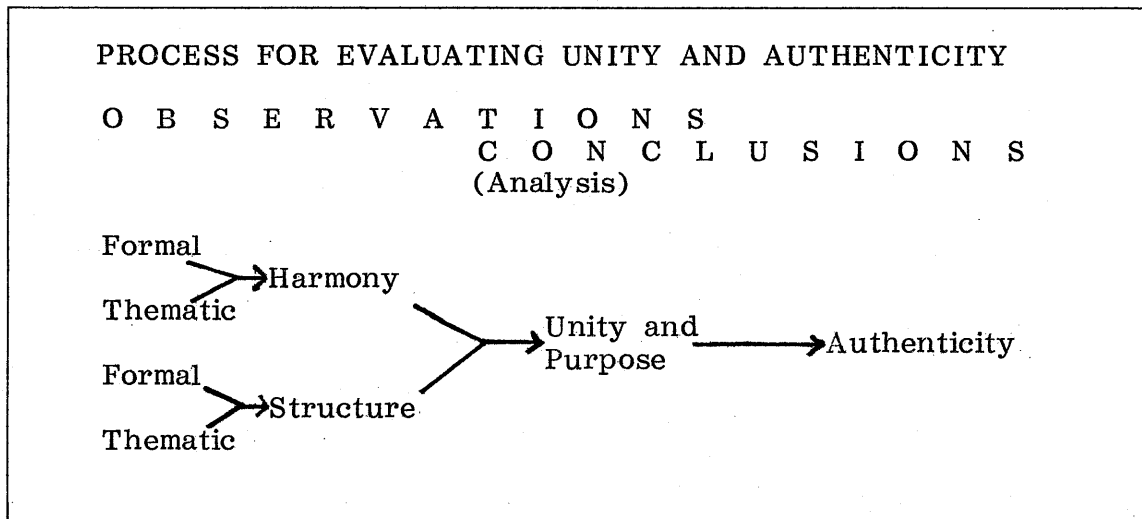 PROCESS FOR EVALUATING UNITY AND AUTHENTICITY
O B S E R V A T I O N S
C O N C L U S I O N S
(Analysis)
Formal
Harmony
Thematic
Unity and
Purpose
Authenticity
Formal
Structure
Thematic